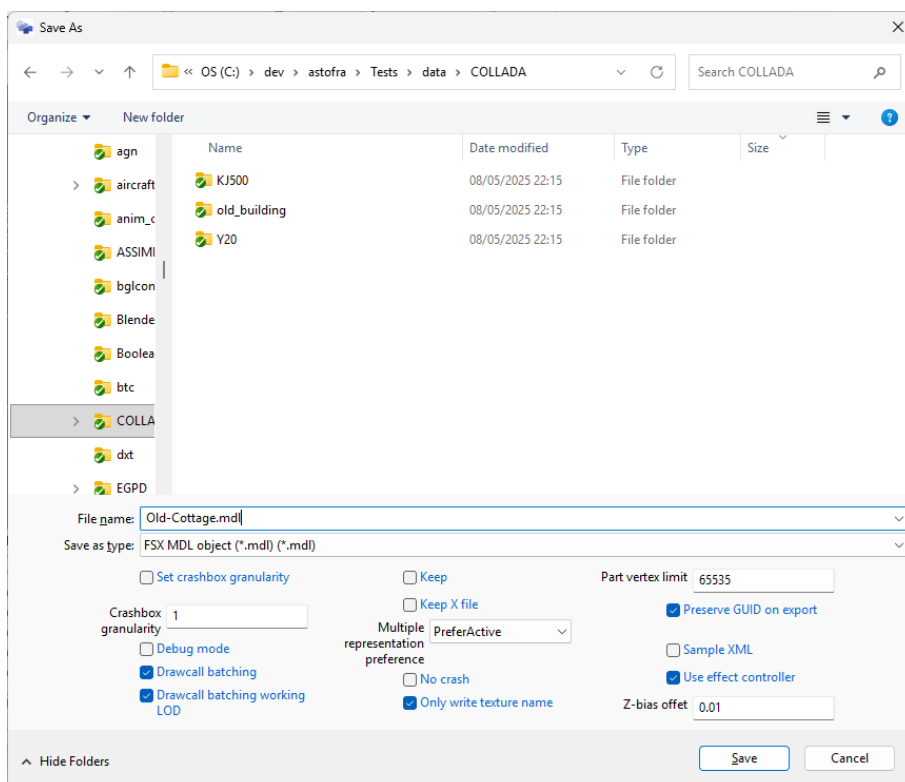 Save As
« OS (C:) > dev > astofra > Tests > data > COLLADA
Search COLLADA
Organize
New folder
Name
Date modified
Type
Size
agn
aircraft
anim_c
ASSIMI
bglcon
Blende
Boolea
btc
COLLA
dxt
EGPD
KJ500 08/05/2025 22:15 File folder
old_building 08/05/2025 22:15 File folder
Y20 08/05/2025 22:15 File folder
File name: Old-Cottage.mdl
Save as type: FSX MDL object (*.mdl) (*.mdl)
Set crashbox granularity
Crashbox
granularity
1
Debug mode
Drawcall batching
Drawcall batching working
LOD
Keep
Keep X file
Multiple
representation
preference
PreferActive
No crash
Only write texture name
Part vertex limit 65535
Preserve GUID on export
Sample XML
Use effect controller
Z-bias offet 0.01
Hide Folders
Save
Cancel